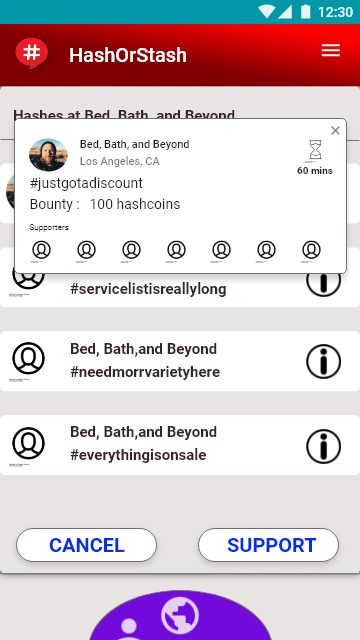 12:30
# HashOrStash
Hashes at Bed, Bath, and Beyond
Bed, Bath, and Beyond
Los Angeles, CA
60 mins
#justgotadiscount
Bounty : 100 hashcoins
Supporters
#servicelistisreallylong
Bed, Bath,and Beyond
#needmorrvarietyhere
Bed, Bath,and Beyond
#everythingisonsale
CANCEL SUPPORT